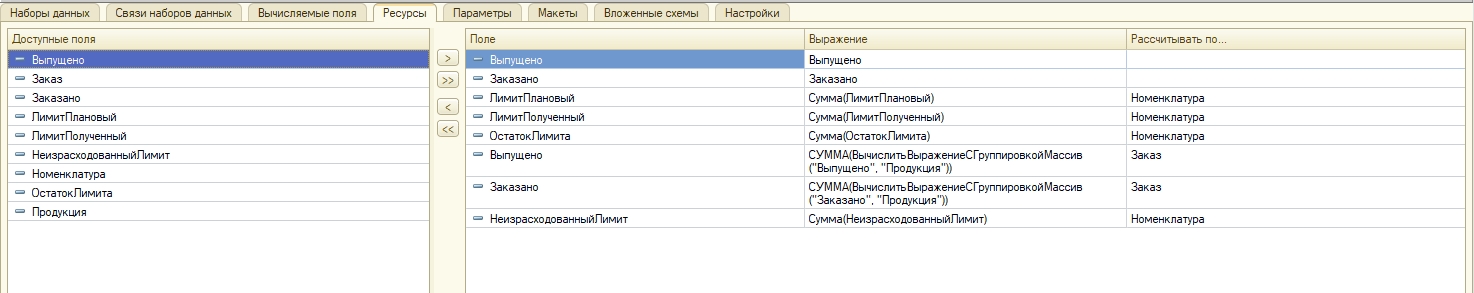 Наборы данных Связи наборов данных Вычисляемые поля Ресурсы Параметры Макеты Вложенные схемы Настройки
Доступные поля
Выпущено
Заказ
Заказано
ЛимитПлановый
ЛимитПолученный
НеизрасходованныйЛимит
Номенклатура
ОстатокЛимита
Продукция
>
>>
<
<<
Поле Выражение Рассчитывать по...
Выпущено Выпущено
Заказано Заказано
ЛимитПлановый Сумма(ЛимитПлановый) Номенклатура
ЛимитПолученный Сумма(ЛимитПолученный) Номенклатура
ОстатокЛимита Сумма(ОстатокЛимита) Номенклатура
Выпущено СУММА(ВычислитьВыражениеСГруппировкойМассив Заказ
("Выпущено", "Продукция"))
Заказано СУММА(ВычислитьВыражениеСГруппировкойМассив Заказ
("Заказано", "Продукция"))
НеизрасходованныйЛимит Сумма(НеизрасходованныйЛимит) Номенклатура